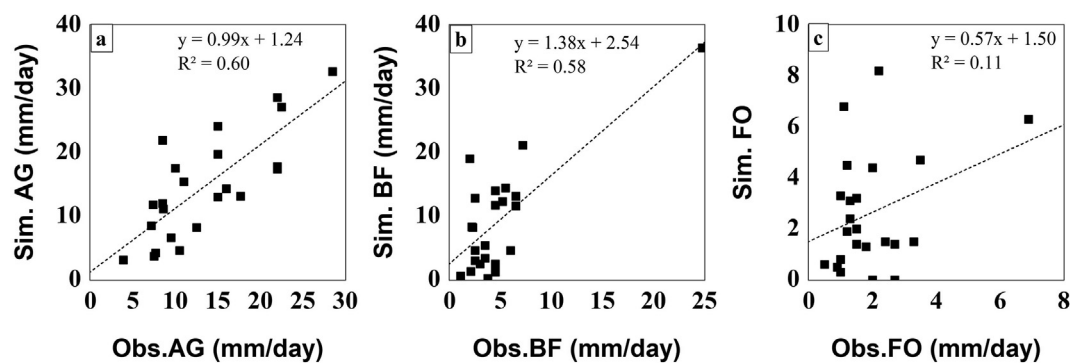 a
y = 0.99x + 1.24
R² = 0.60
Sim. AG (mm/day)
40
30
20
10
0
0 5 10 15 20 25 30
Obs.AG (mm/day)
b
y = 1.38x + 2.54
R² = 0.58
Sim. BF (mm/day)
40
30
20
10
0
0 5 10 15 20 25
Obs.BF (mm/day)
c
y = 0.57x + 1.50
R² = 0.11
Sim. FO
10
8
6
4
2
0
0 2 4 6 8
Obs.FO (mm/day)